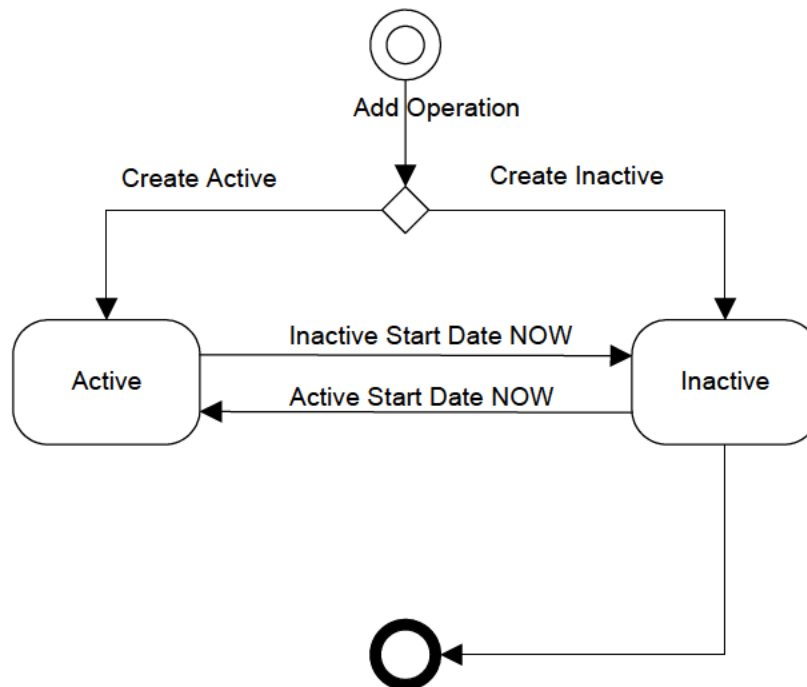 Add Operation
Create Active
Create Inactive
Inactive Start Date NOW
Active
Inactive
Active Start Date NOW